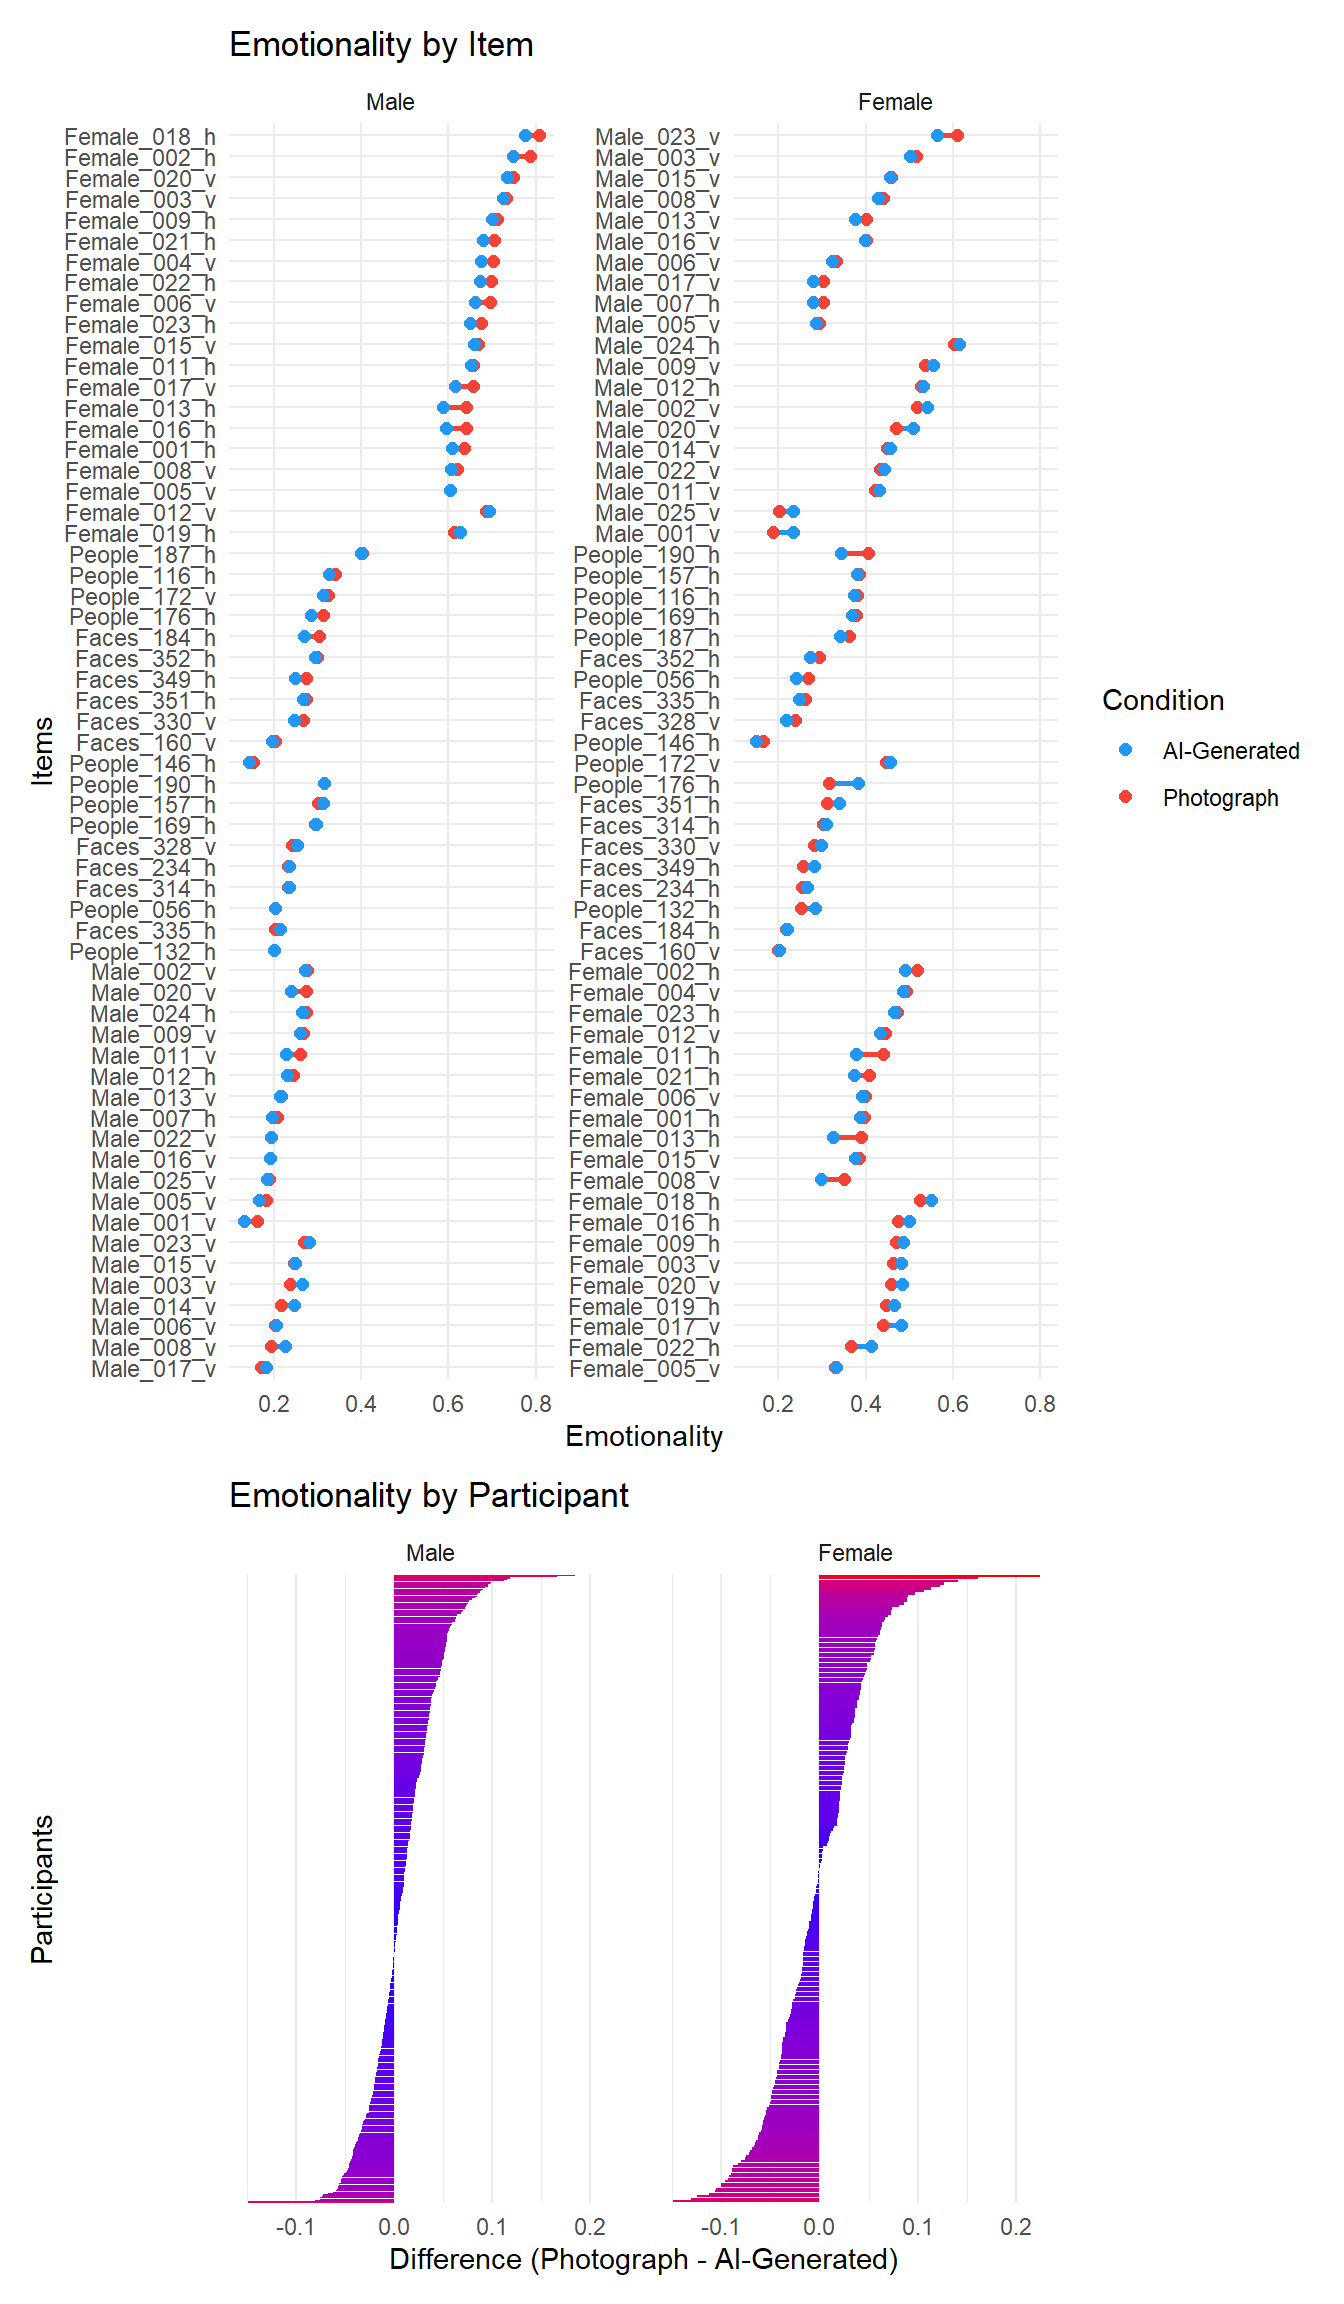 Emotionality by Item
Male
Female
Female_018_h
Female_002_h
Female_020_v
Female_003_v
Female_009_h
Female_021_h
Female_004_v
Female_022_h
Female_006_v
Female_023_h
Female_015_v
Female_011_h
Female_017_v
Female_013_h
Female_016_h
Female_001_h
Female_008_v
Female_005_v
Female_012_v
Female_019_h
People_187_h
People_116_h
People_172_v
People_176_h
Faces_184_h
Faces_352_h
Faces_349_h
Faces_351_h
Faces_330_v
Faces_160_v
People_146_h
People_190_h
People_157_h
People_169_h
Faces_328_v
Faces_234_h
Faces_314_h
People_056_h
Faces_335_h
People_132_h
Male_002_v
Male_020_v
Male_024_h
Male_009_v
Male_011_v
Male_012_h
Male_013_v
Male_007_h
Male_022_v
Male_016_v
Male_025_v
Male_005_v
Male_001_v
Male_023_v
Male_015_v
Male_003_v
Male_014_v
Male_006_v
Male_008_v
Male_017_v
Male_023_v
Male_003_v
Male_015_v
Male_008_v
Male_013_v
Male_016_v
Male_006_v
Male_017_v
Male_007_h
Male_005_v
Male_024_h
Male_009_v
Male_012_h
Male_002_v
Male_020_v
Male_014_v
Male_022_v
Male_011_v
Male_025_v
Male_001_v
People_190_h
People_157_h
People_116_h
People_169_h
People_187_h
Faces_352_h
People_056_h
Faces_335_h
Faces_328_v
People_146_h
People_172_v
People_176_h
Faces_351_h
Faces_314_h
Faces_330_v
Faces_349_h
Faces_234_h
People_132_h
Faces_184_h
Faces_160_v
Female_002_h
Female_004_v
Female_023_h
Female_012_v
Female_011_h
Female_021_h
Female_006_v
Female_001_h
Female_013_h
Female_015_v
Female_008_v
Female_018_h
Female_016_h
Female_009_h
Female_003_v
Female_020_v
Female_019_h
Female_017_v
Female_022_h
Female_005_v
Items
0.2 0.4 0.6 0.8
0.2 0.4 0.6 0.8
Emotionality
Condition
AI-Generated
Photograph
Emotionality by Participant
Male
Female
Participants
-0.1 0.0 0.1 0.2
-0.1 0.0 0.1 0.2
Difference (Photograph - AI-Generated)